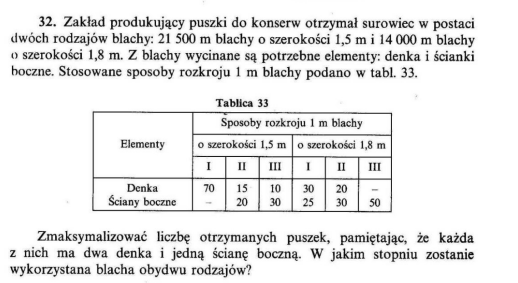 32. Zakład produkujący puszki do konserw otrzymał surowiec w postaci
dwóch rodzajów blachy: 21 500 m blachy o szerokości 1,5 m i 14 000 m blachy
o szerokości 1,8 m. Z blachy wycinane są potrzebne elementy: denka i ścianki
boczne. Stosowane sposoby rozkroju 1 m blachy podano w tabl. 33.
Tablica 33
Elementy
Sposoby rozkroju 1 m blachy
o szerokości 1,5 m o szerokości 1,8 m
I II III I II III
Denka 70 15 10 30 20 –
Ściany boczne – 20 30 25 30 50
Zmaksymalizować liczbę otrzymanych puszek, pamiętając, że każda
z nich ma dwa denka i jedną ścianę boczną. W jakim stopniu zostanie
wykorzystana blacha obydwu rodzajów?